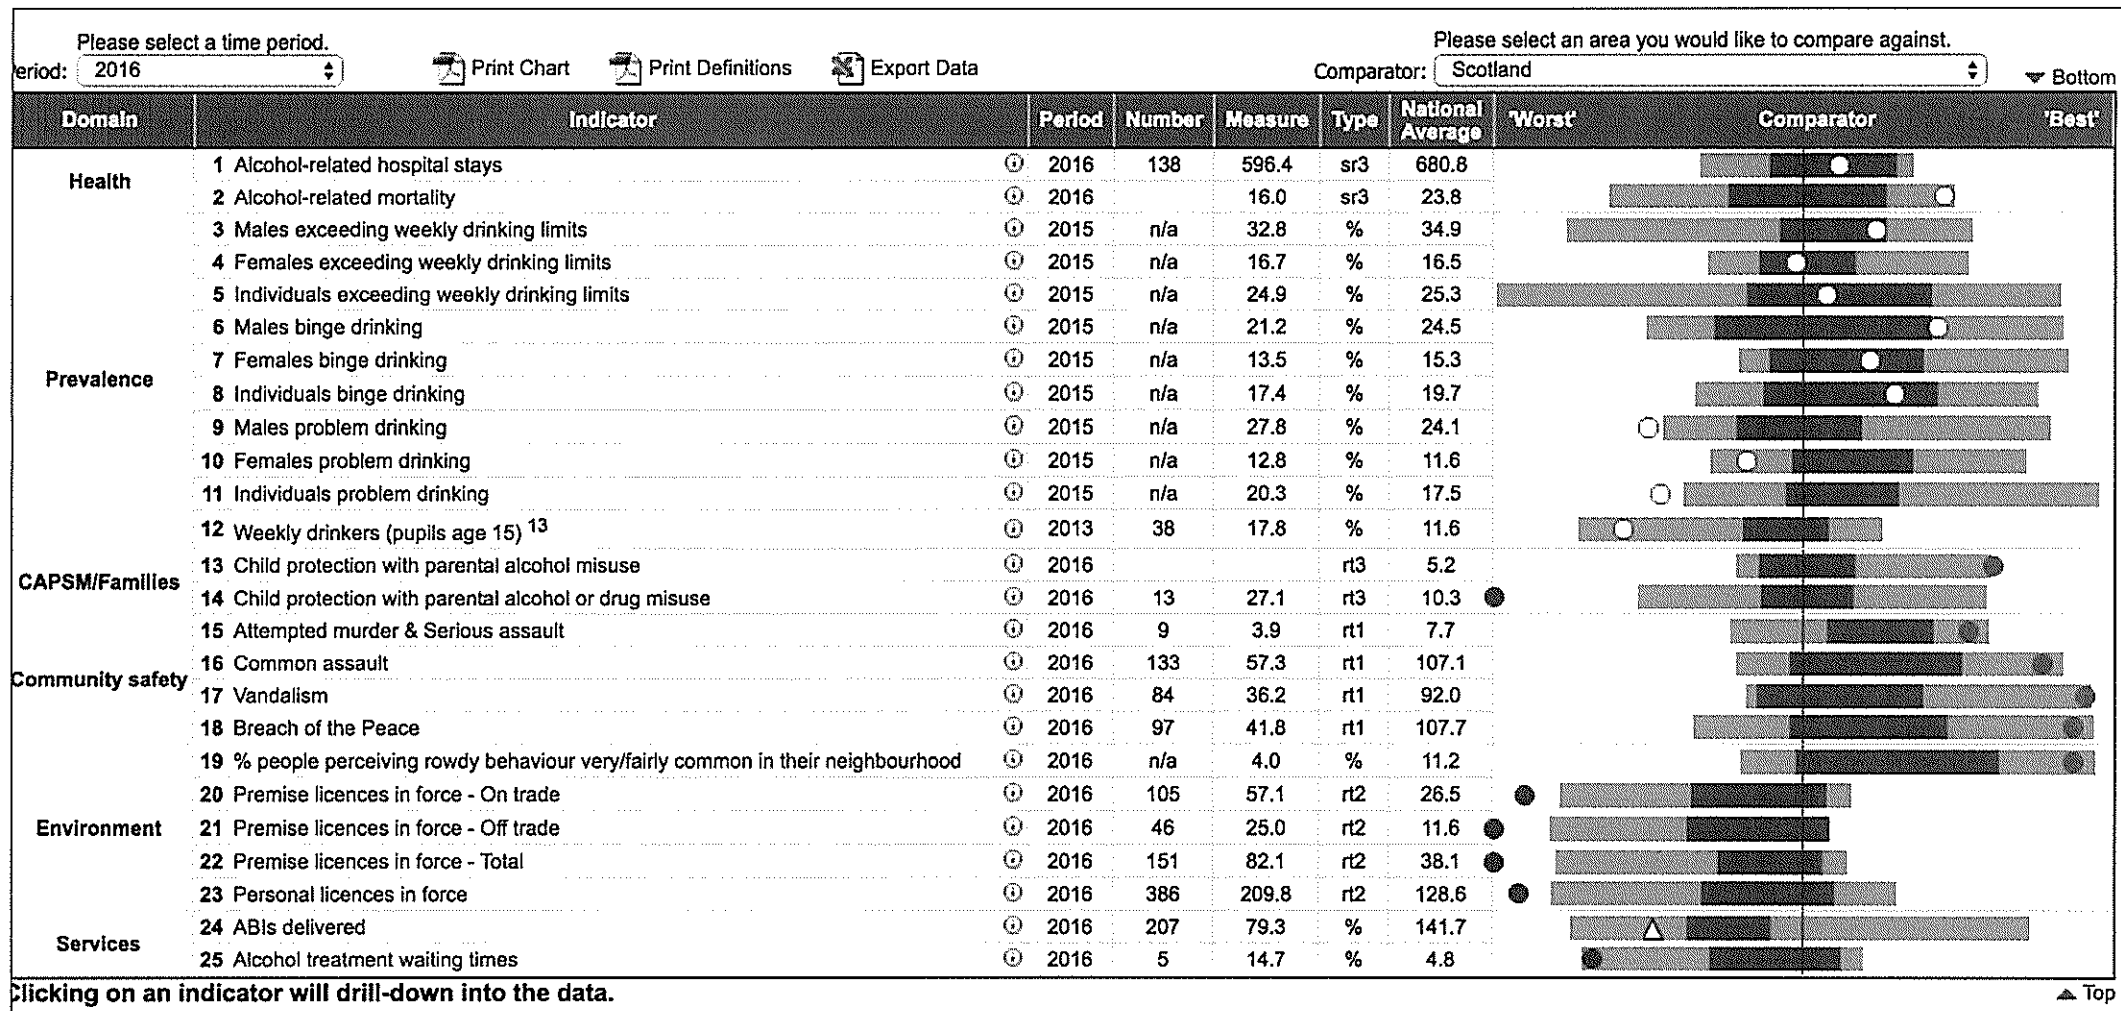 Please select a time period.
Please select an area you would like to compare against.
eriod: 2016 Print Chart Print Definitions Export Data Comparator: Scotland Bottom
Domain Indicator Period Number Measure Type National Average 'Worst' Comparator 'Best'
Health
1 Alcohol-related hospital stays 2016 138 596.4 sr3 680.8
2 Alcohol-related mortality 2016 16.0 sr3 23.8
Prevalence
3 Males exceeding weekly drinking limits 2015 n/a 32.8 % 34.9
4 Females exceeding weekly drinking limits 2015 n/a 16.7 % 16.5
5 Individuals exceeding weekly drinking limits 2015 n/a 24.9 % 25.3
6 Males binge drinking 2015 n/a 21.2 % 24.5
7 Females binge drinking 2015 n/a 13.5 % 15.3
8 Individuals binge drinking 2015 n/a 17.4 % 19.7
9 Males problem drinking 2015 n/a 27.8 % 24.1
10 Females problem drinking 2015 n/a 12.8 % 11.6
11 Individuals problem drinking 2015 n/a 20.3 % 17.5
12 Weekly drinkers (pupils age 15) 13 2013 38 17.8 % 11.6
CAPSM/Families
13 Child protection with parental alcohol misuse 2016 rt3 5.2
14 Child protection with parental alcohol or drug misuse 2016 13 27.1 rt3 10.3
Community safety
15 Attempted murder & Serious assault 2016 9 3.9 rt1 7.7
16 Common assault 2016 133 57.3 rt1 107.1
17 Vandalism 2016 84 36.2 rt1 92.0
18 Breach of the Peace 2016 97 41.8 rt1 107.7
19 % people perceiving rowdy behaviour very/fairly common in their neighbourhood 2016 n/a 4.0 % 11.2
Environment
20 Premise licences in force - On trade 2016 105 57.1 rt2 26.5
21 Premise licences in force - Off trade 2016 46 25.0 rt2 11.6
22 Premise licences in force - Total 2016 151 82.1 rt2 38.1
23 Personal licences in force 2016 386 209.8 rt2 128.6
Services
24 ABIs delivered 2016 207 79.3 % 141.7
25 Alcohol treatment waiting times 2016 5 14.7 % 4.8
Clicking on an indicator will drill-down into the data. Top